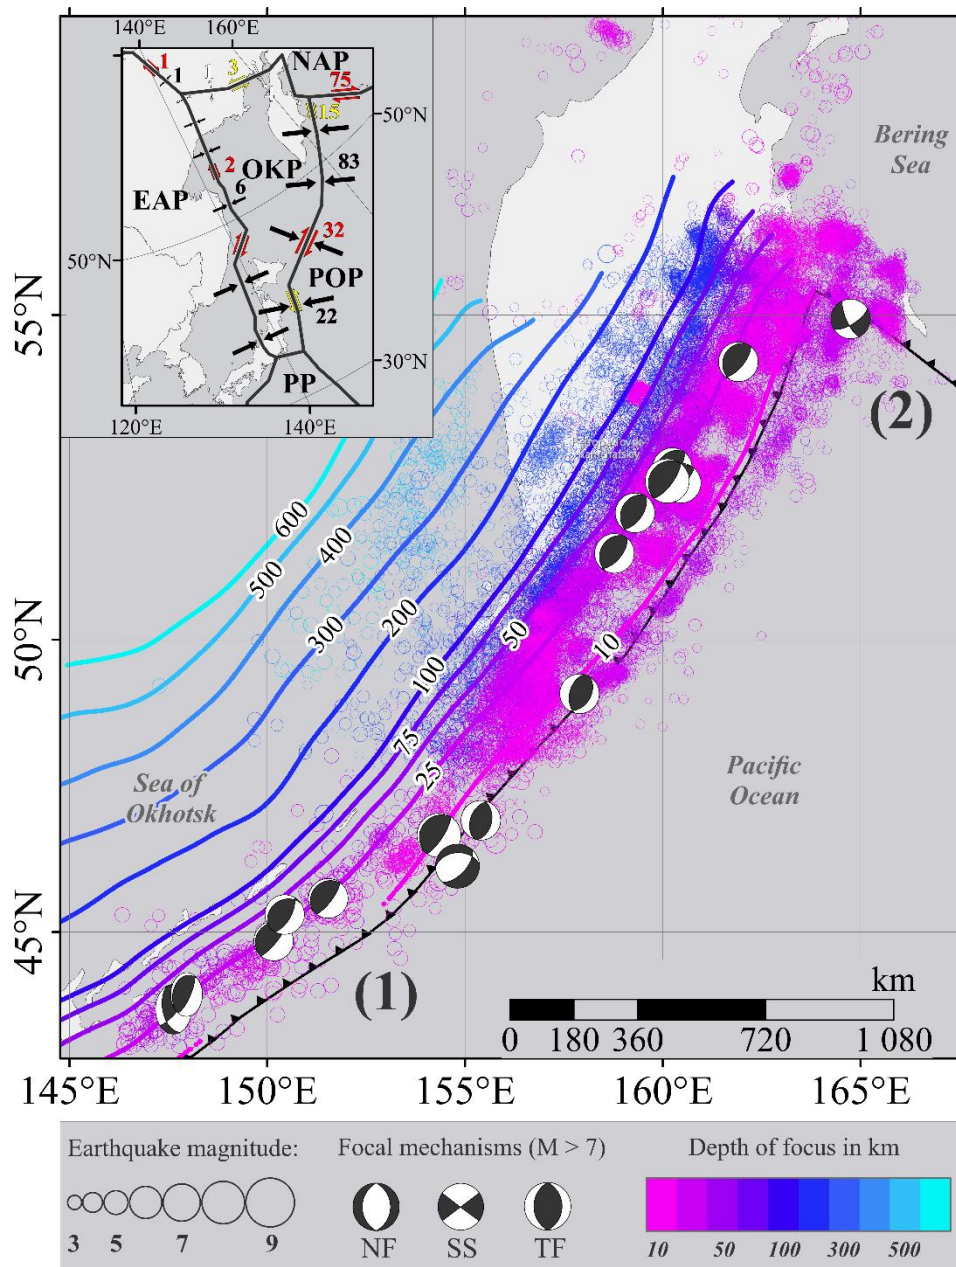 140°E
160°E
NAP
1
1
1
3
75
15
50°N
2
OKP
83
EAP
6
32
50°N
POP
22
30°N
PP
120°E
140°E
Bering
Sea
55°N
(2)
600
500
400
300
200
100
75
50
25
10
50°N
Sea of
Okhotsk
Pacific
Ocean
45°N
(1)
km
0 180 360 720 1 080
145°E 150°E 155°E 160°E 165°E
Earthquake magnitude:
3 5 7 9
Focal mechanisms (M > 7)
NF SS TF
Depth of focus in km
10 50 100 300 500